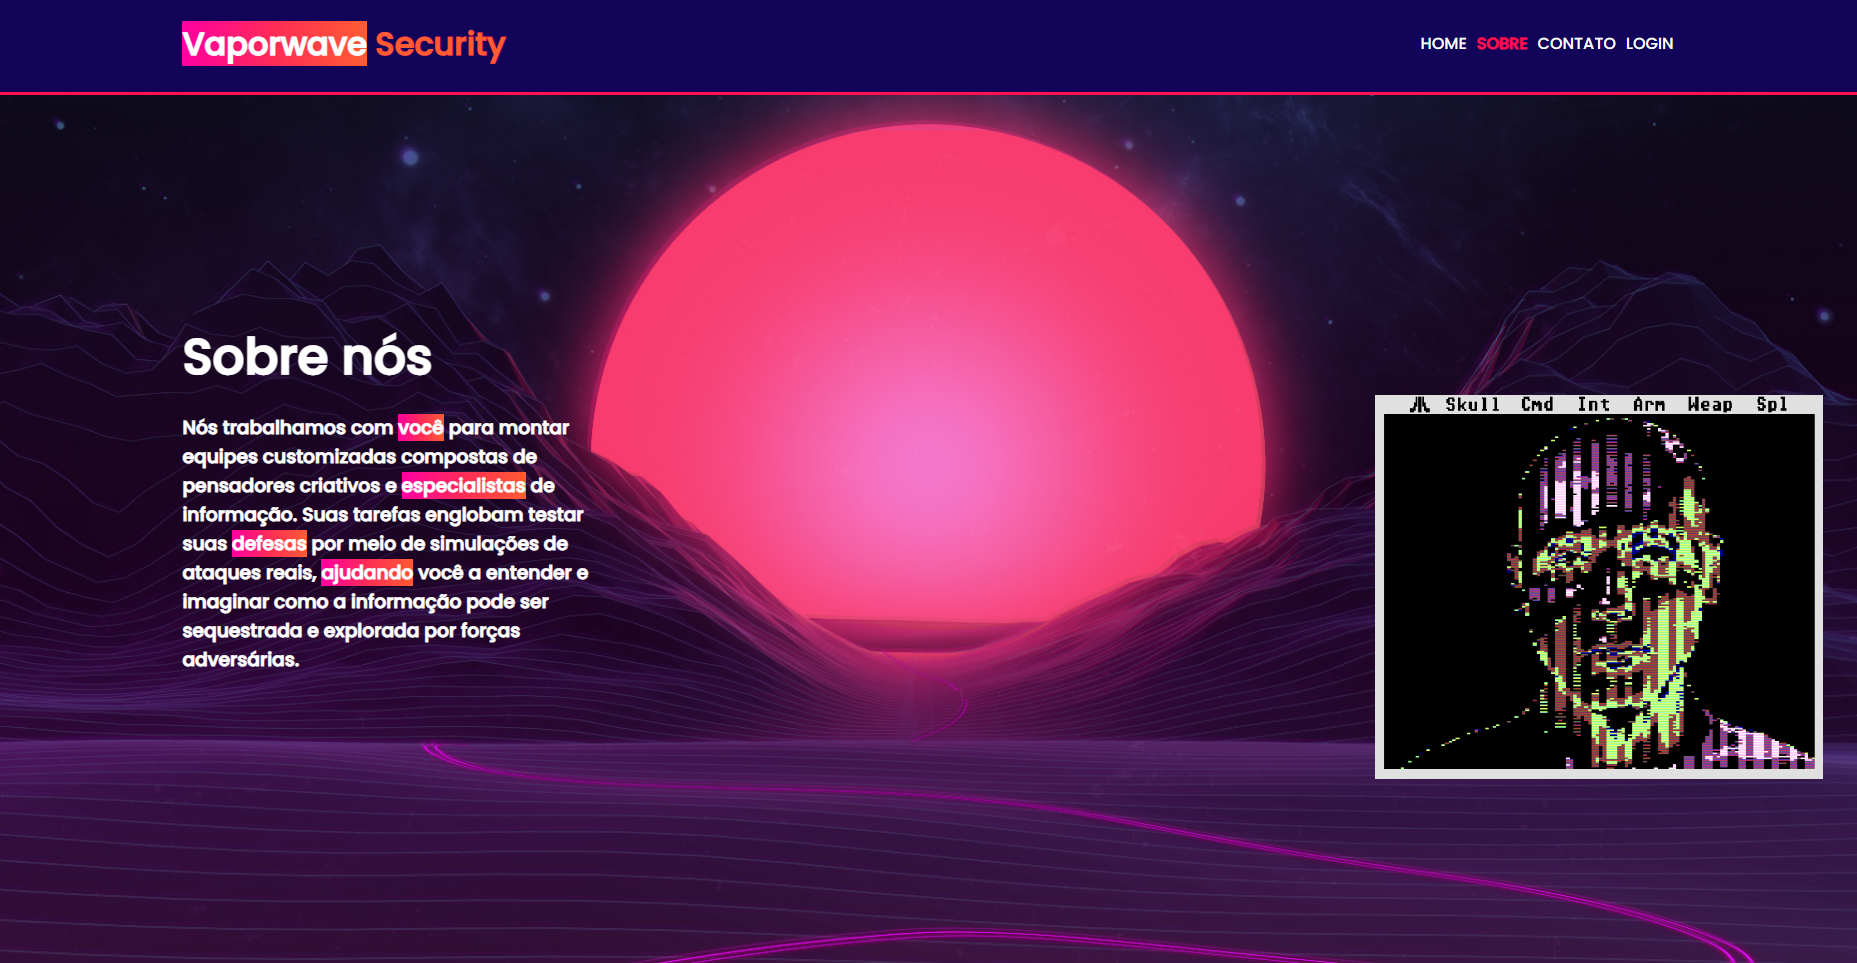 Vaporwave Security
HOME SOBRE CONTATO LOGIN
Sobre nós
Nós trabalhamos com você para montar
equipes customizadas compostas de
pensadores criativos e especialistas de
informação. Suas tarefas englobam testar
suas defesas por meio de simulações de
ataques reais, ajudando você a entender e
imaginar como a informação pode ser
sequestrada e explorada por forças
adversárias.
Skull Cmd Int Arm Weap Spl